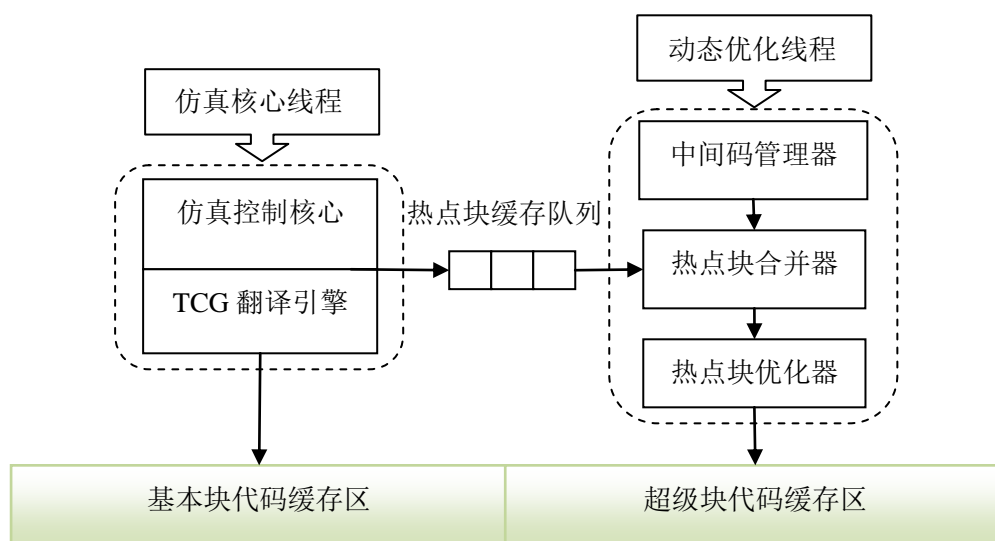 动态优化线程
仿真核心线程
中间码管理器
仿真控制核心
热点块缓存队列
热点块合并器
TCG 翻译引擎
热点块优化器
基本块代码缓存区
超级块代码缓存区